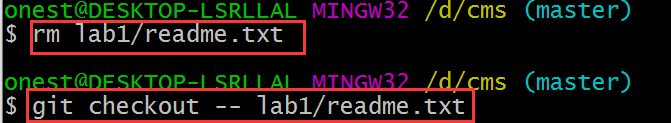 onest@DESKTOP-LSRLLAL MINGW32 /d/cms (master)
$ rm lab1/readme.txt
onest@DESKTOP-LSRLLAL MINGW32 /d/cms (master)
$ git checkout -- lab1/readme.txt